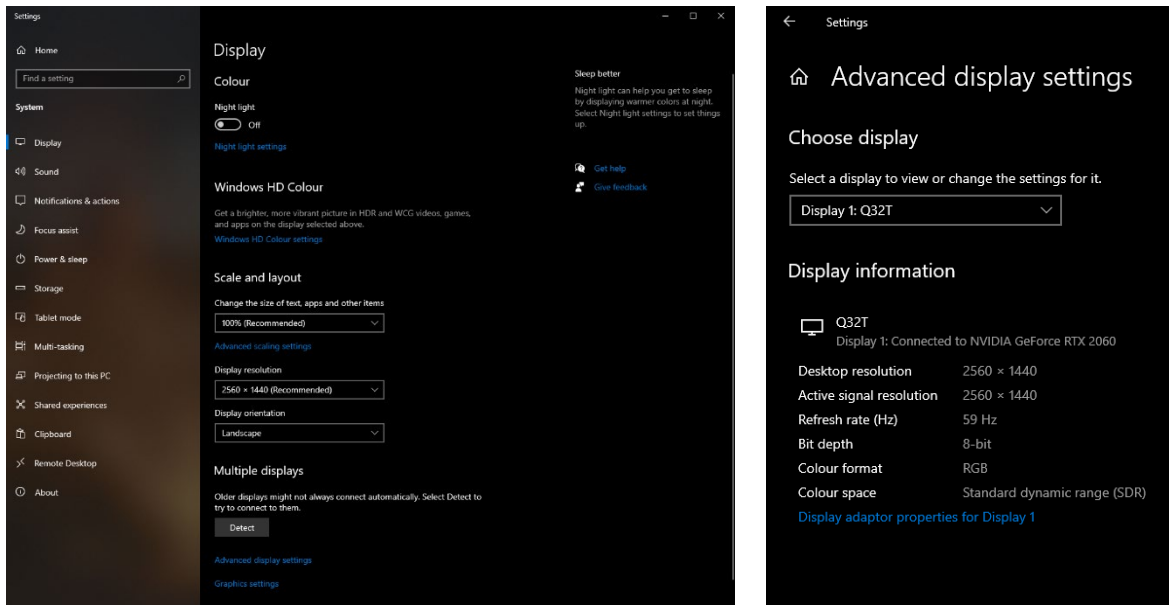 Settings
Home
Find a setting
System
Display
Sound
Notifications & actions
Focus assist
Power & sleep
Storage
Tablet mode
Multi-tasking
Projecting to this PC
Shared experiences
Clipboard
Remote Desktop
About
Display
Colour
Night light
Off
Night light settings
Windows HD Colour
Get a brighter, more vibrant picture in HDR and WCG videos, games,
and apps on the display selected above.
Windows HD Colour settings
Scale and layout
Change the size of text, apps and other items
100% (Recommended)
Advanced scaling settings
Display resolution
2560 × 1440 (Recommended)
Display orientation
Landscape
Multiple displays
Older displays might not always connect automatically. Select Detect to
try to connect to them.
Detect
Advanced display settings
Graphics settings
Sleep better
Night light can help you get to sleep
by displaying warmer colors at night.
Select Night light settings to set things
up.
Get help
Give feedback
Settings
Advanced display settings
Choose display
Select a display to view or change the settings for it.
Display 1: Q32T
Display information
Q32T
Display 1: Connected to NVIDIA GeForce RTX 2060
Desktop resolution 2560 × 1440
Active signal resolution 2560 × 1440
Refresh rate (Hz) 59 Hz
Bit depth 8-bit
Colour format RGB
Colour space Standard dynamic range (SDR)
Display adaptor properties for Display 1